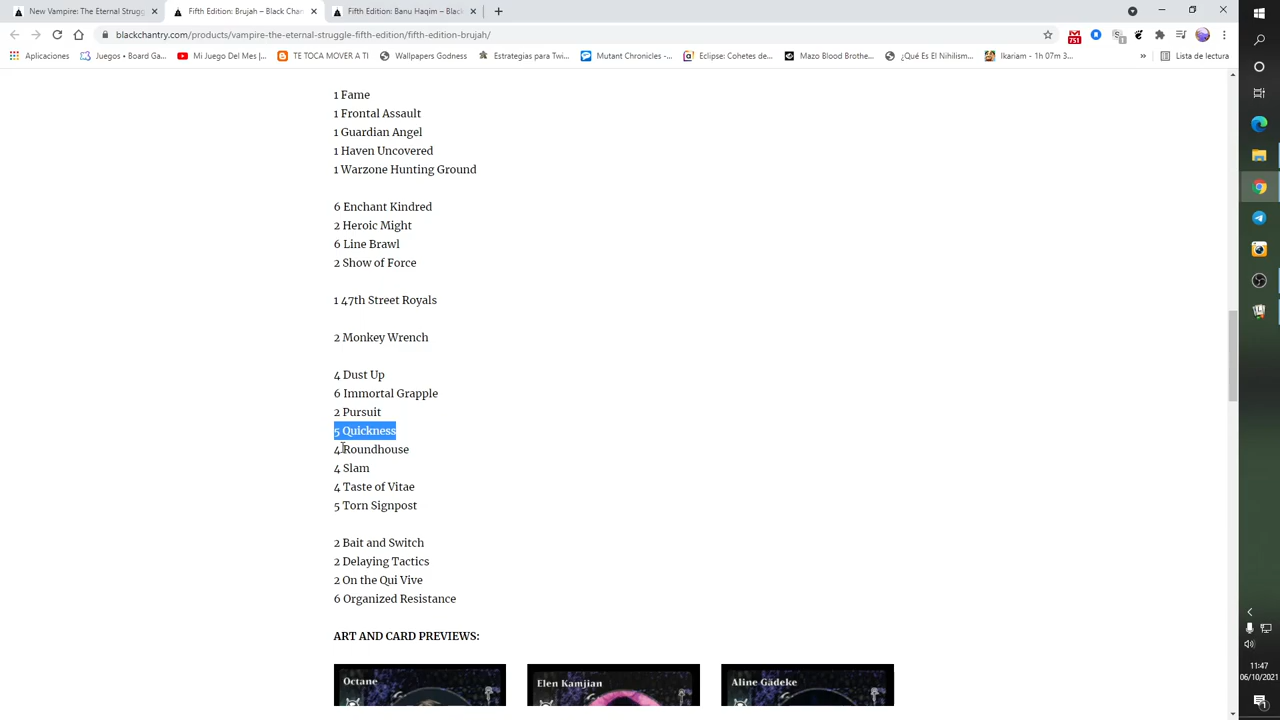 New Vampire: The Eternal Strugg
Fifth Edition: Brujah – Black Chan
Fifth Edition: Banu Haqim – Black
blackchantry.com/products/vampire-the-eternal-struggle-fifth-edition/fifth-edition-brujah/
751
Aplicaciones
Juegos • Board Ga...
Mi Juego Del Mes |...
TE TOCA MOVER A TI
Wallpapers Godness
Estrategias para Twi...
Mutant Chronicles -...
Eclipse: Cohetes de...
Mazo Blood Brothe...
¿Qué Es El Nihilism...
Ikariam - 1h 07m 3...
»
Lista de lectura
1 Fame
1 Frontal Assault
1 Guardian Angel
1 Haven Uncovered
1 Warzone Hunting Ground
6 Enchant Kindred
2 Heroic Might
6 Line Brawl
2 Show of Force
1 47th Street Royals
2 Monkey Wrench
4 Dust Up
6 Immortal Grapple
2 Pursuit
5 Quickness
4 Roundhouse
4 Slam
4 Taste of Vitae
5 Torn Signpost
2 Bait and Switch
2 Delaying Tactics
2 On the Qui Vive
6 Organized Resistance
ART AND CARD PREVIEWS:
Octane
Elen Kamjian
Aline Gädeke
11:47
06/10/2021